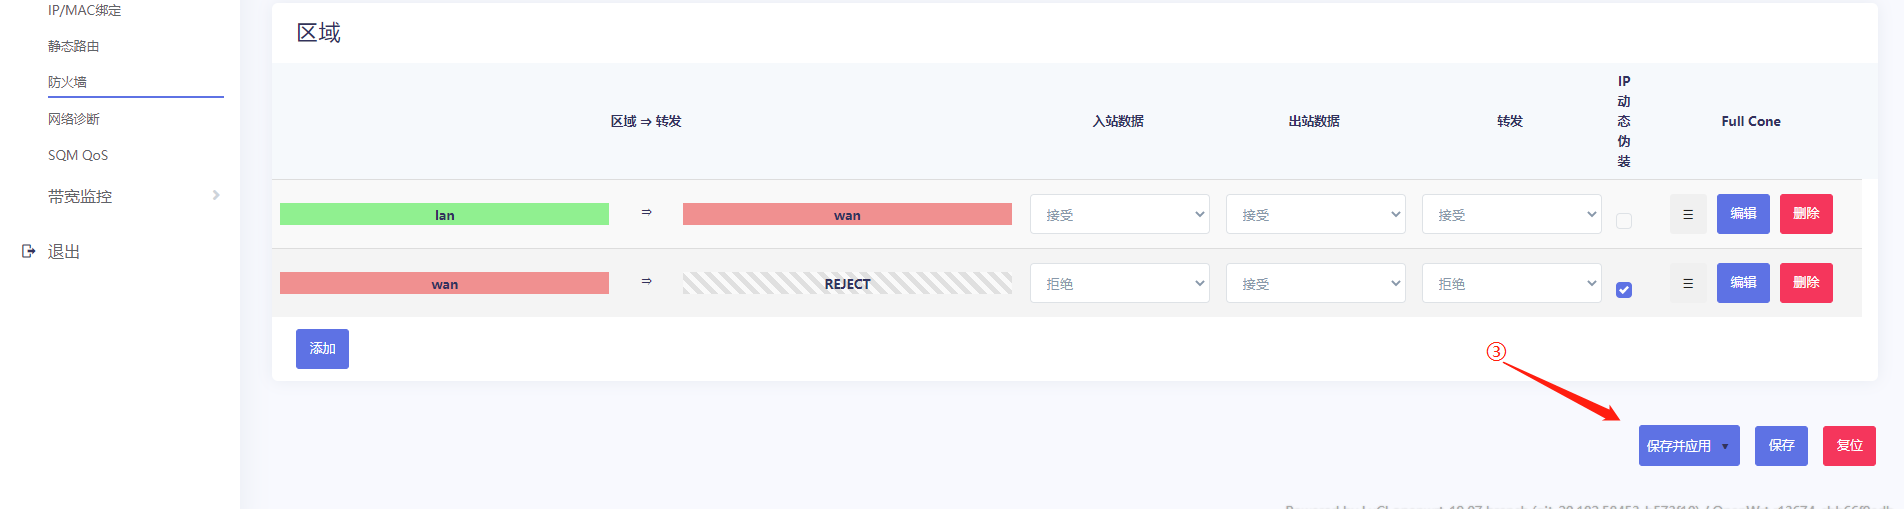 IP/MAC绑定
静态路由
防火墙
网络诊断
SQM QoS
带宽监控
退出
区域
区域 ⇒ 转发 入站数据 出站数据 转发 IP动态伪装 Full Cone
lan ⇒ wan 接受 接受 接受 ☰ 编辑 删除
wan ⇒ REJECT 拒绝 接受 拒绝 ☰ 编辑 删除
添加
③
保存并应用 保存 复位